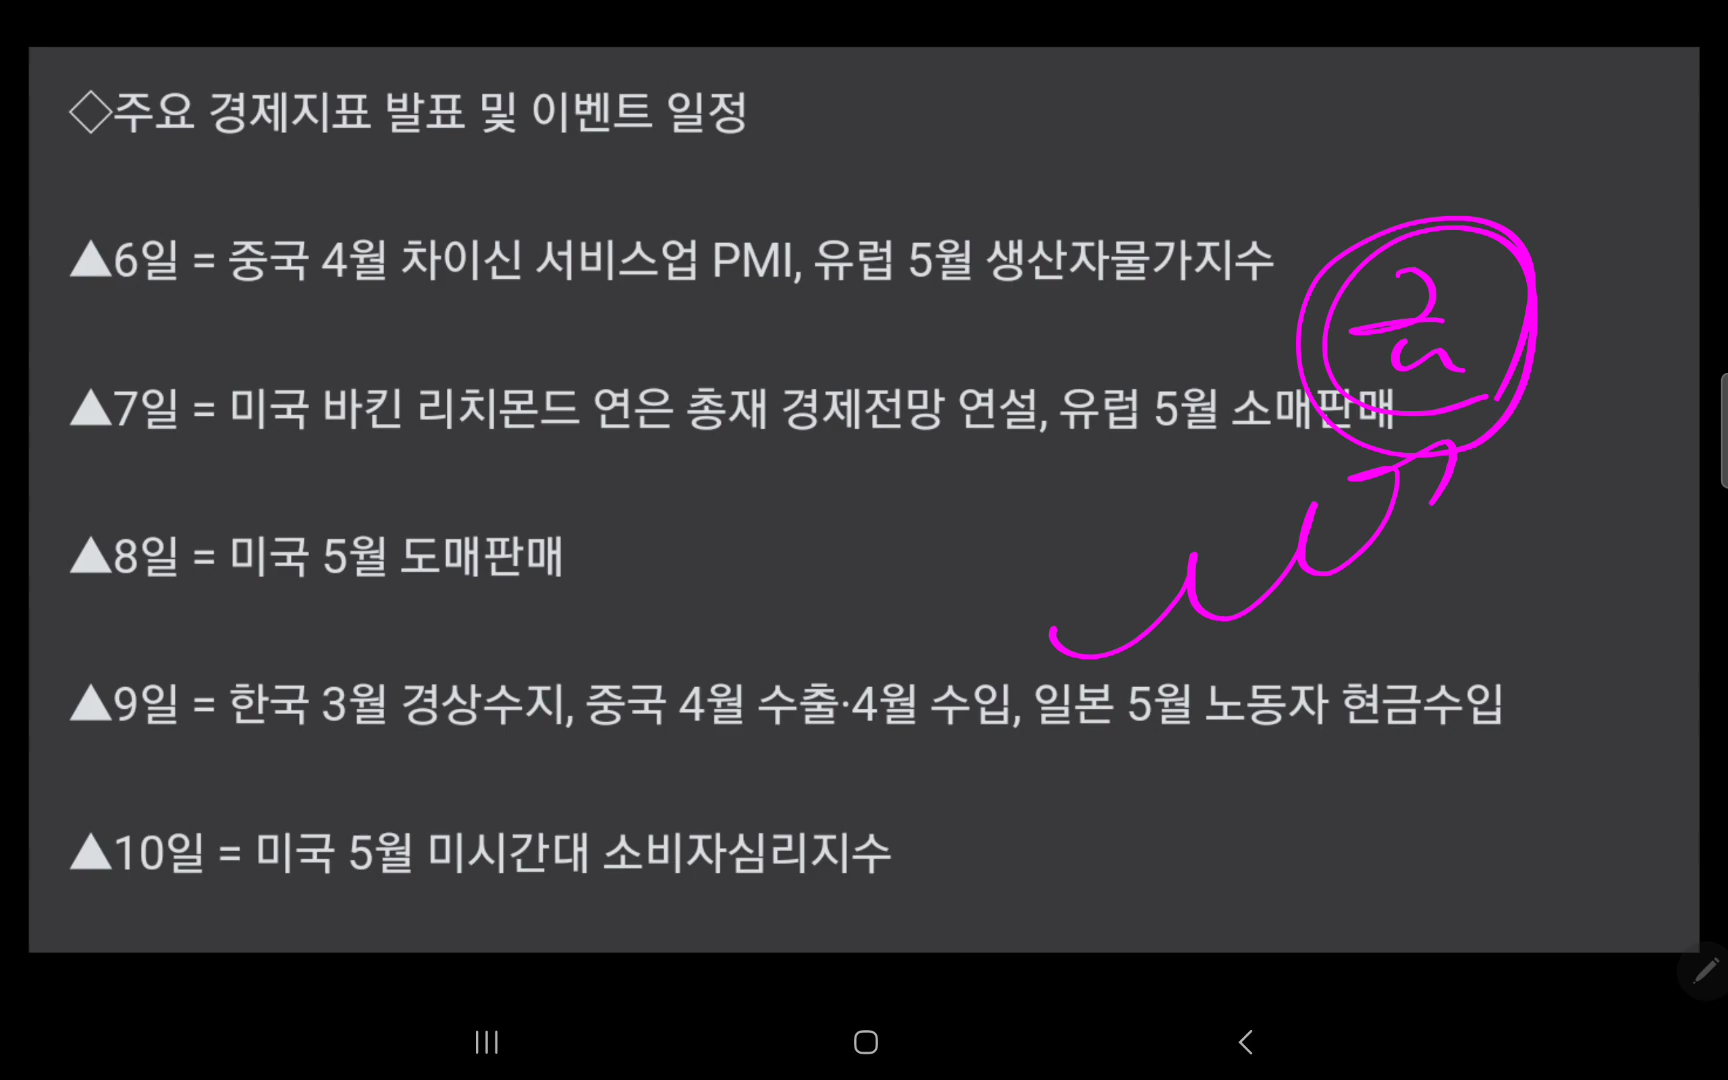 ◇주요 경제지표 발표 및 이벤트 일정
▲6일 = 중국 4월 차이신 서비스업 PMI, 유럽 5월 생산자물가지수
▲7일 = 미국 바킨 리치몬드 연은 총재 경제전망 연설, 유럽 5월 소매판매
▲8일 = 미국 5월 도매판매
▲9일 = 한국 3월 경상수지, 중국 4월 수출·4월 수입, 일본 5월 노동자 현금수입
▲10일 = 미국 5월 미시간대 소비자심리지수